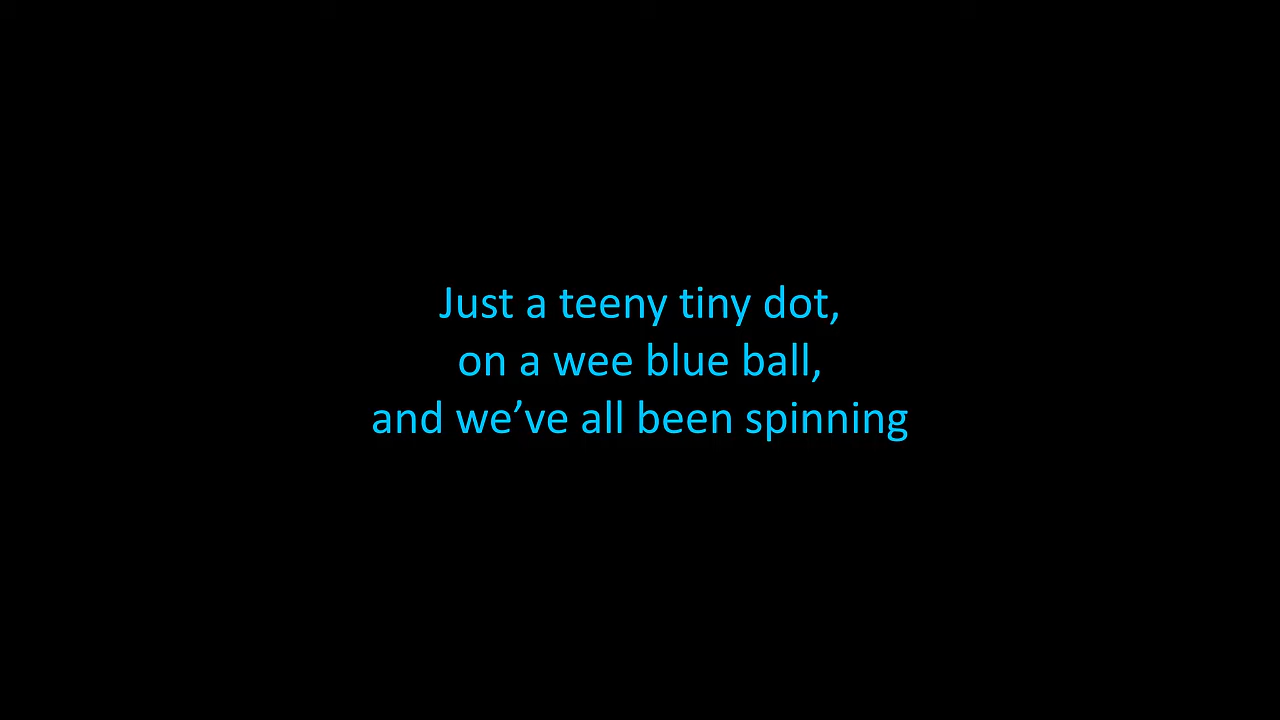 Just a teeny tiny dot,
on a wee blue ball,
and we’ve all been spinning